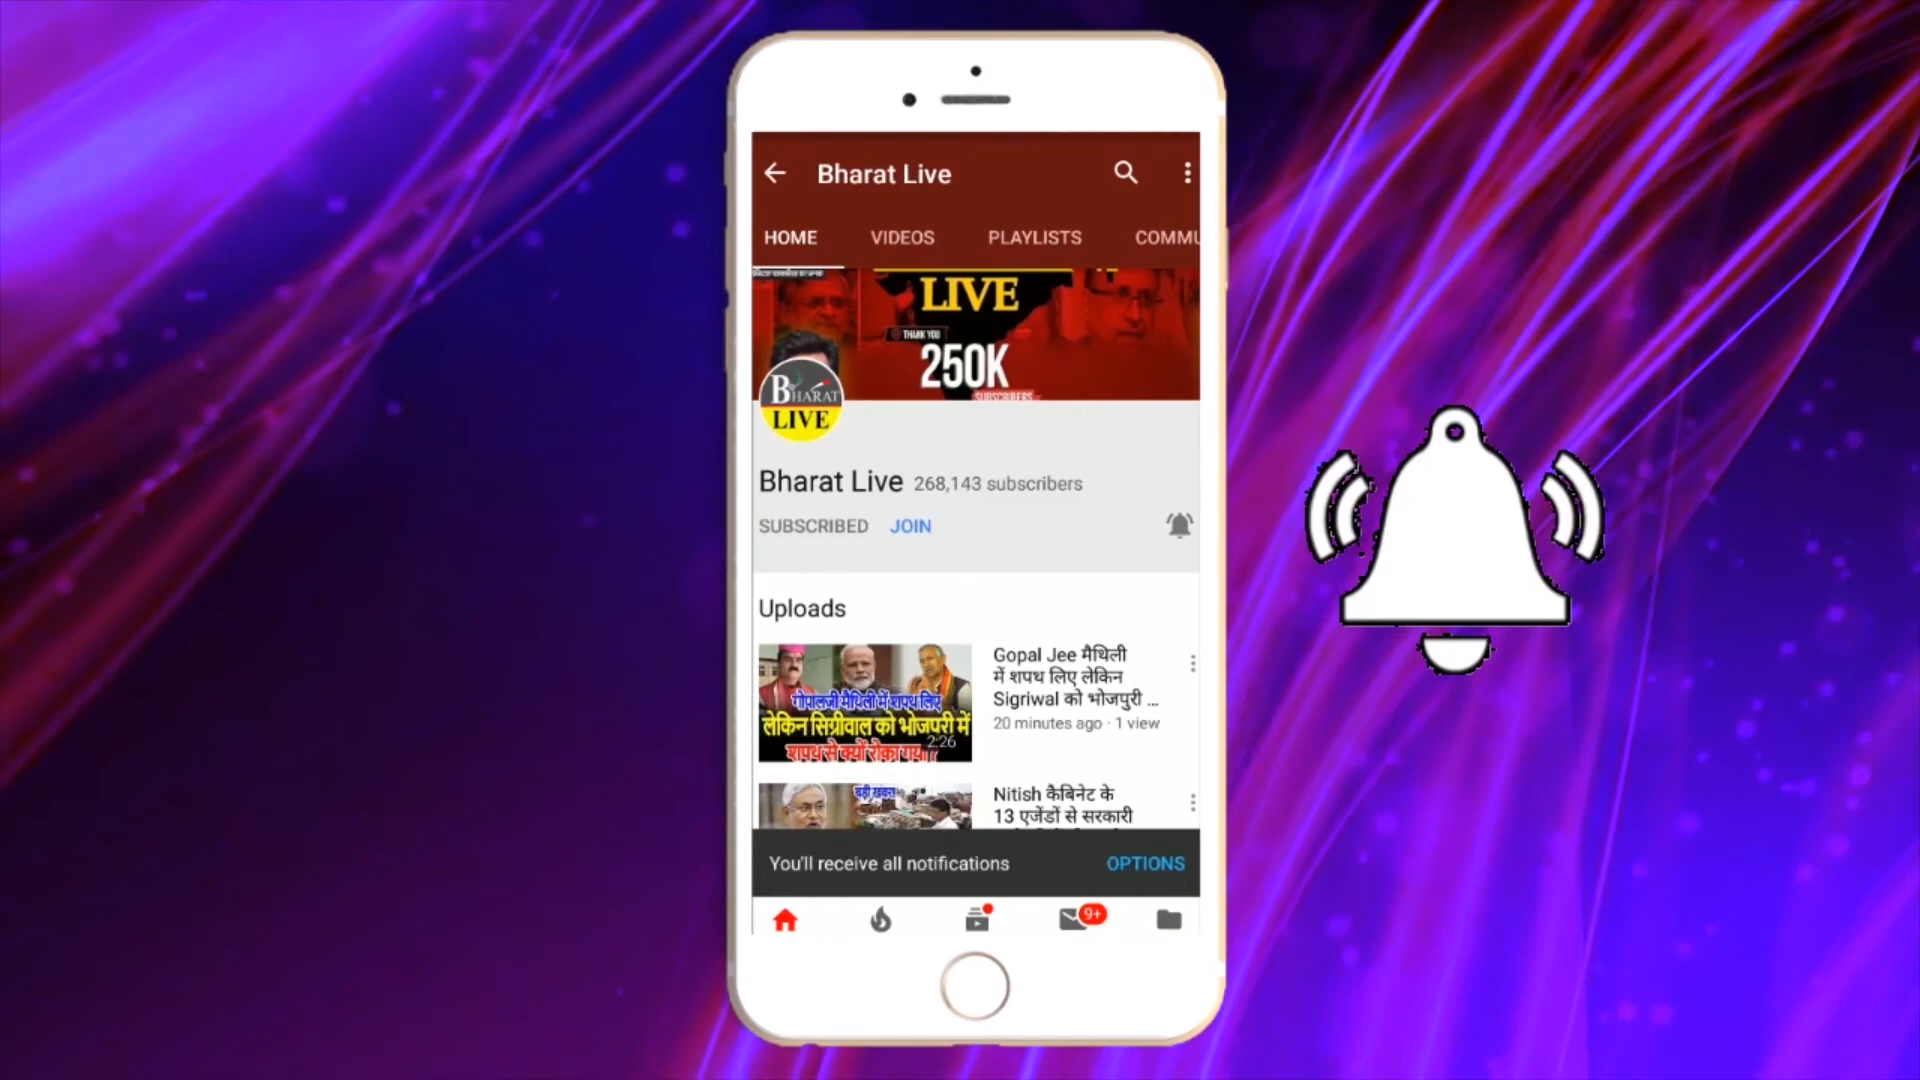 Bharat Live
HOME VIDEOS PLAYLISTS COMMU
LIVE
THANK YOU
250K
SUBSCRIBERS
BHARAT
LIVE
Bharat Live 268,143 subscribers
SUBSCRIBED JOIN
Uploads
गोपालजी मैथिली में शपथ लिए
लेकिन सिग्रीवाल को भोजपुरी में
शपथ से क्यों रोका गया
2:26
Gopal Jee मैथिली
में शपथ लिए लेकिन
Sigriwal को भोजपुरी ...
20 minutes ago · 1 view
बड़ी खबर
Nitish कैबिनेट के
13 एजेंडों से सरकारी
You'll receive all notifications OPTIONS
9+